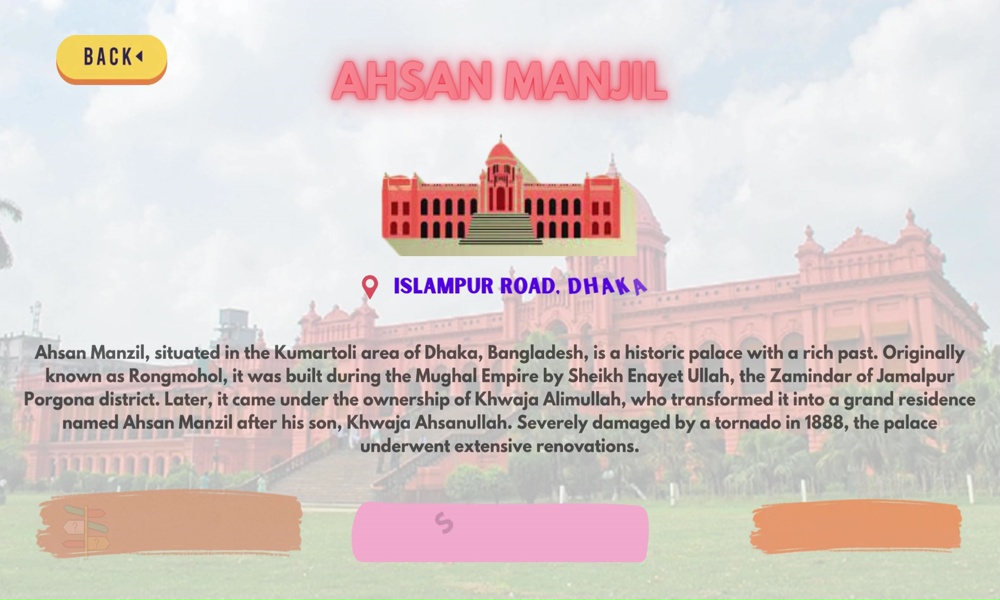 BACK
AHSAN MANJIL
ISLAMPUR ROAD, DHAKA
Ahsan Manzil, situated in the Kumartoli area of Dhaka, Bangladesh, is a historic palace with a rich past. Originally
known as Rongmohol, it was built during the Mughal Empire by Sheikh Enayet Ullah, the Zamindar of Jamalpur
Porgona district. Later, it came under the ownership of Khwaja Alimullah, who transformed it into a grand residence
named Ahsan Manzil after his son, Khwaja Ahsanullah. Severely damaged by a tornado in 1888, the palace
underwent extensive renovations.
S